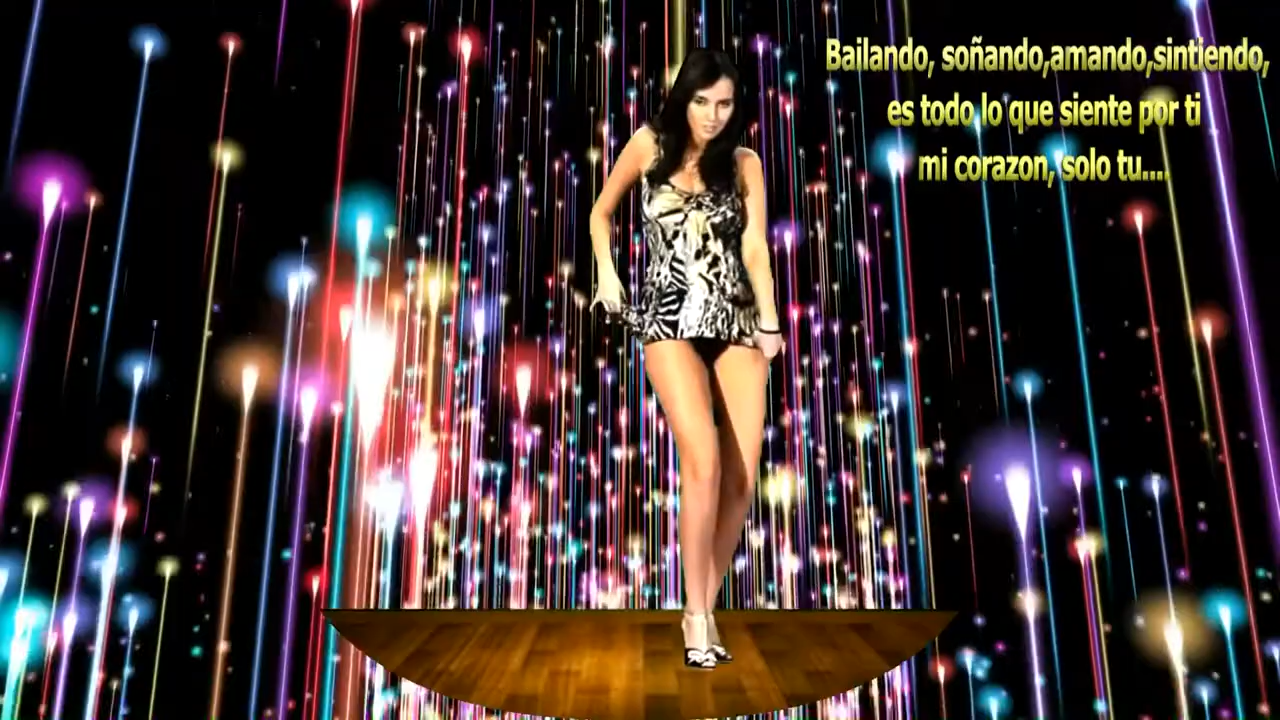 Bailando, soñando,amando,sintiendo,
es todo lo que siente por ti
mi corazon, solo tu....